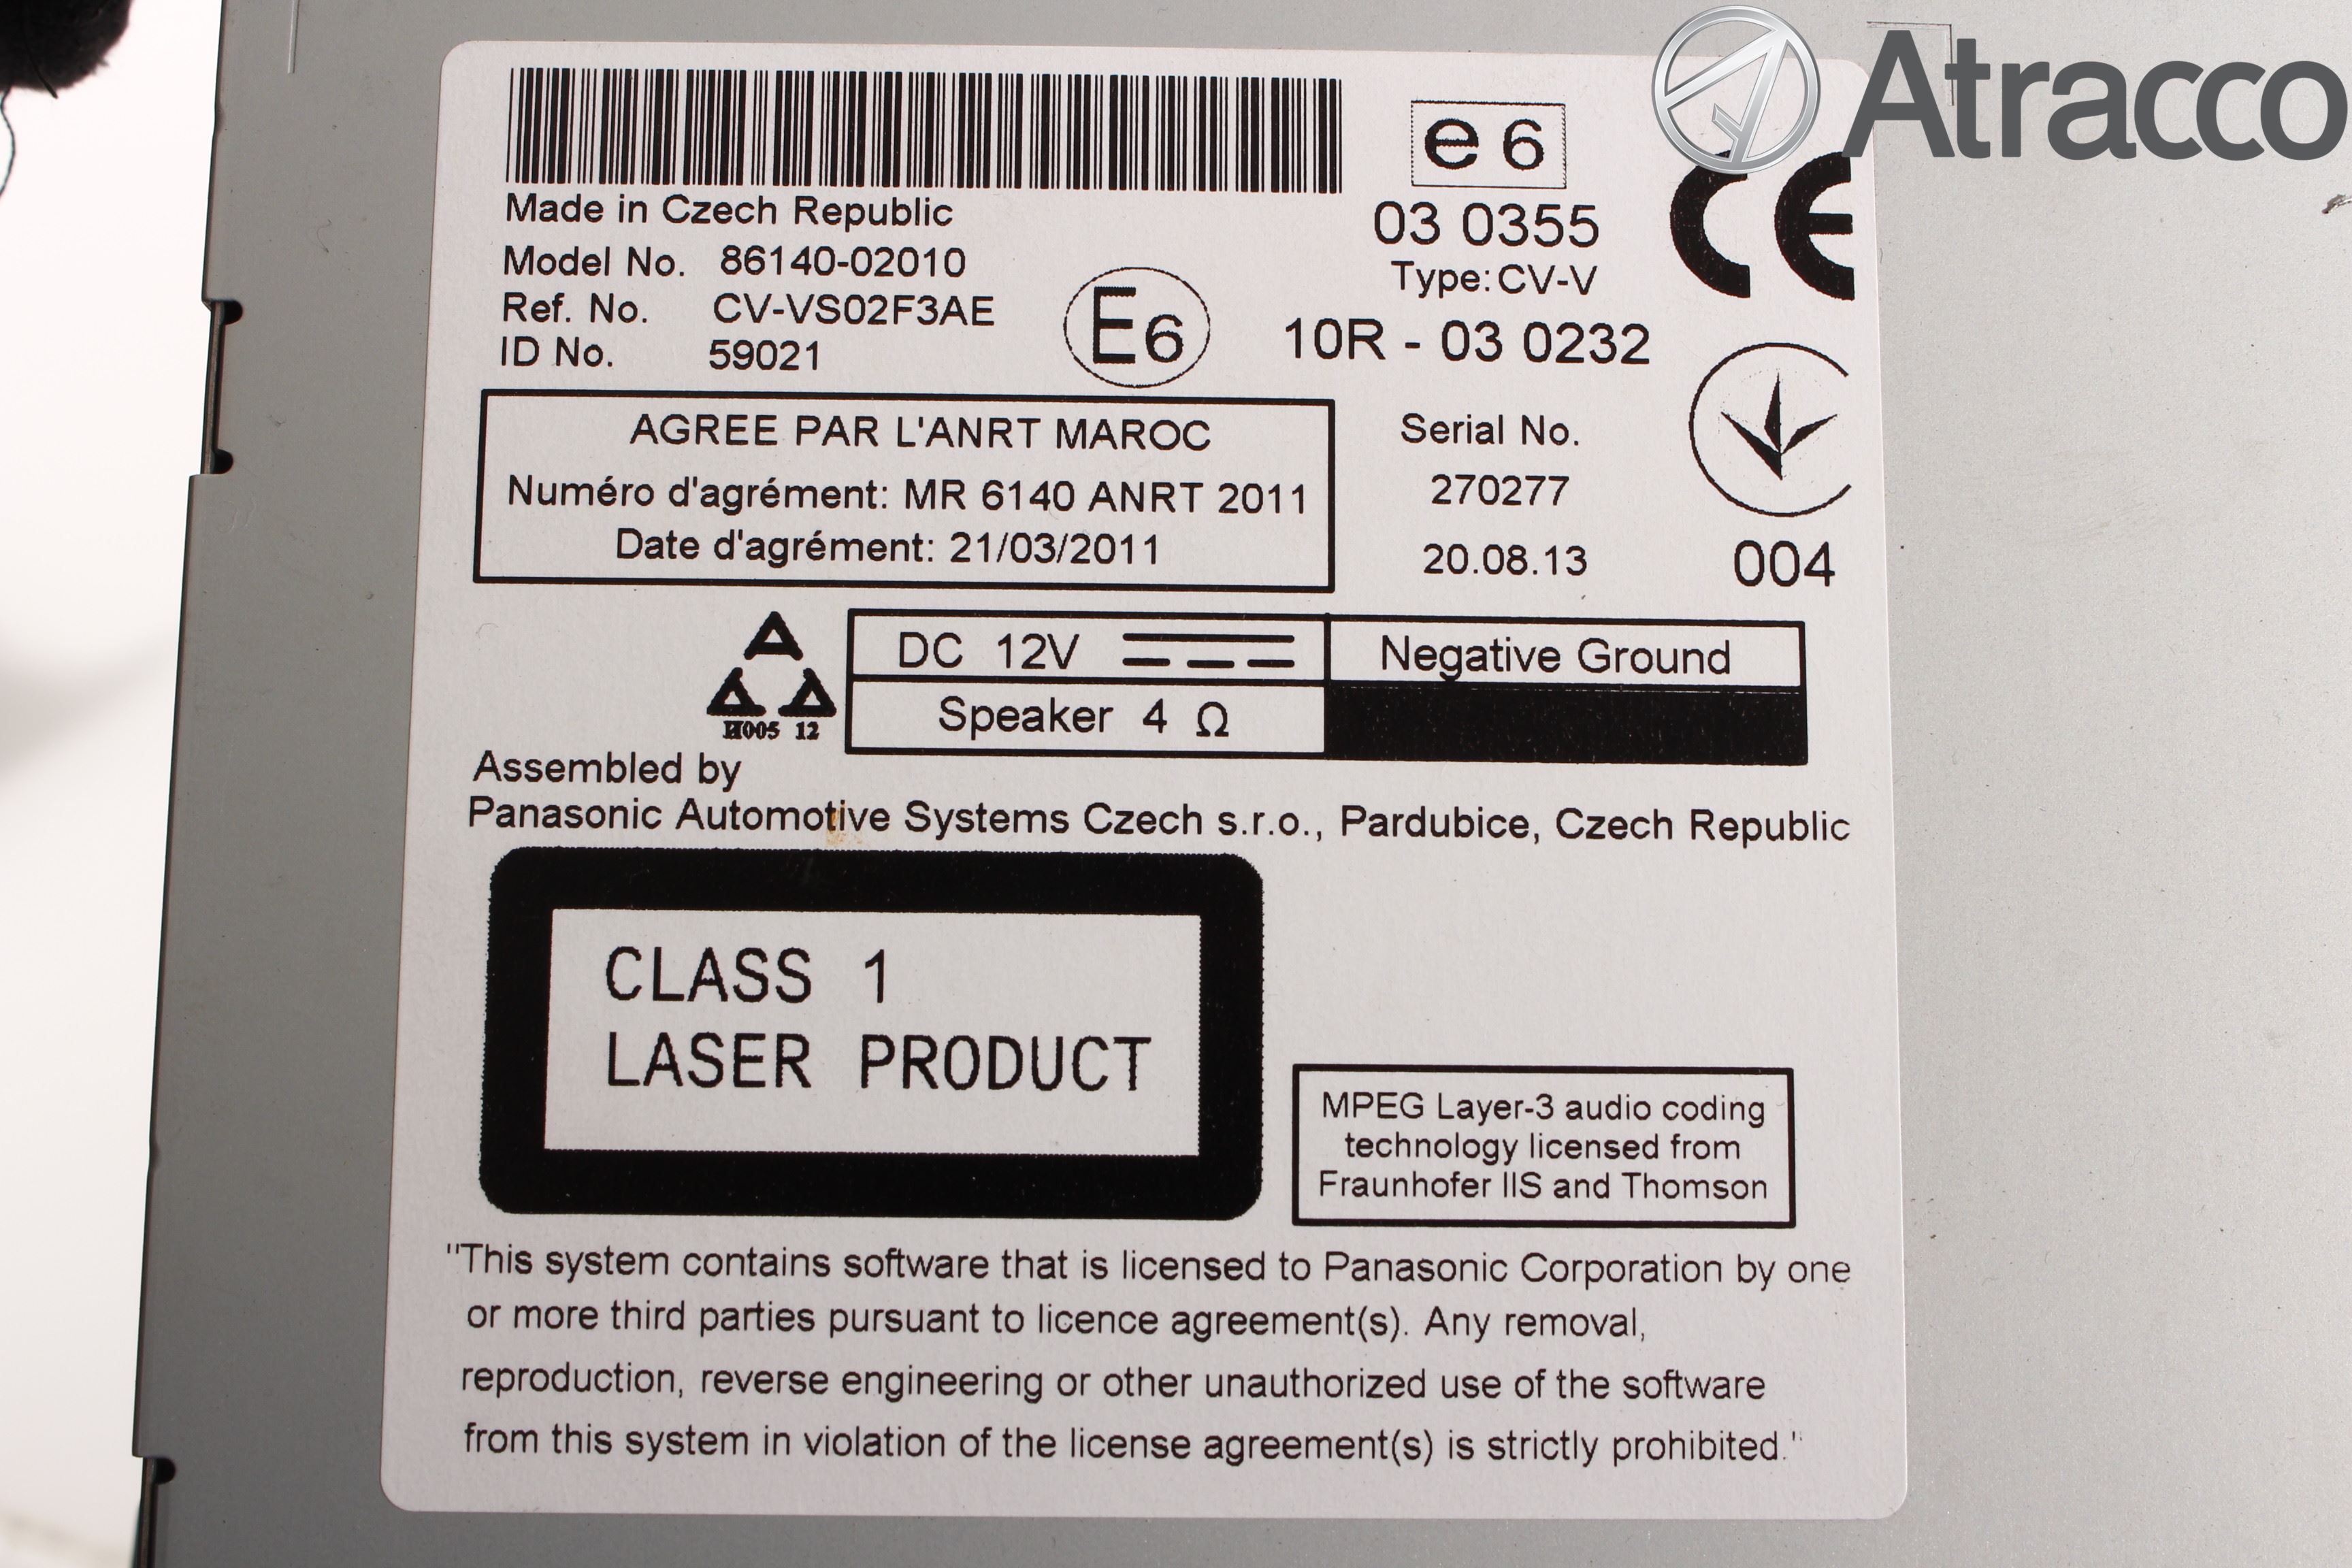 Atracco
e 6
CE
Made in Czech Republic
03 0355
Model No. 86140-02010
Type:CV-V
Ref. No. CV-VS02F3AE
E6
10R - 03 0232
ID No. 59021
AGREE PAR L'ANRT MAROC
Numéro d'agrément: MR 6140 ANRT 2011
Date d'agrément: 21/03/2011
Serial No.
270277
20.08.13
004
DC 12V
Negative Ground
Speaker 4 Ω
12
Assembled by
Panasonic Automotive Systems Czech s.r.o., Pardubice, Czech Republic
CLASS 1
LASER PRODUCT
MPEG Layer-3 audio coding
technology licensed from
Fraunhofer IIS and Thomson
"This system contains software that is licensed to Panasonic Corporation by one
or more third parties pursuant to licence agreement(s). Any removal,
reproduction, reverse engineering or other unauthorized use of the software
from this system in violation of the license agreement(s) is strictly prohibited."